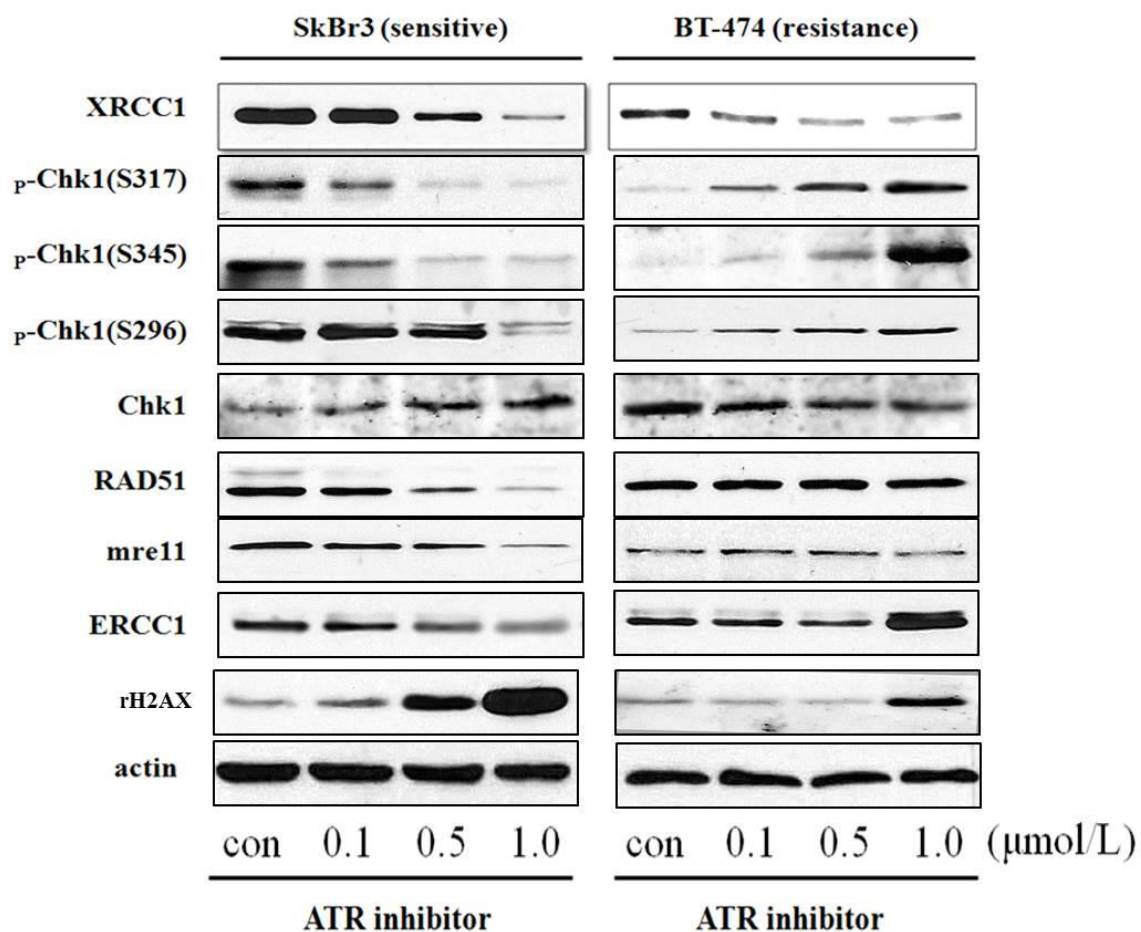 SkBr3 (sensitive) BT-474 (resistance)
XRCC1
P-Chk1(S317)
P-Chk1(S345)
P-Chk1(S296)
Chk1
RAD51
mre11
ERCC1
rH2AX
actin
con 0.1 0.5 1.0 con 0.1 0.5 1.0 (μmol/L)
ATR inhibitor ATR inhibitor